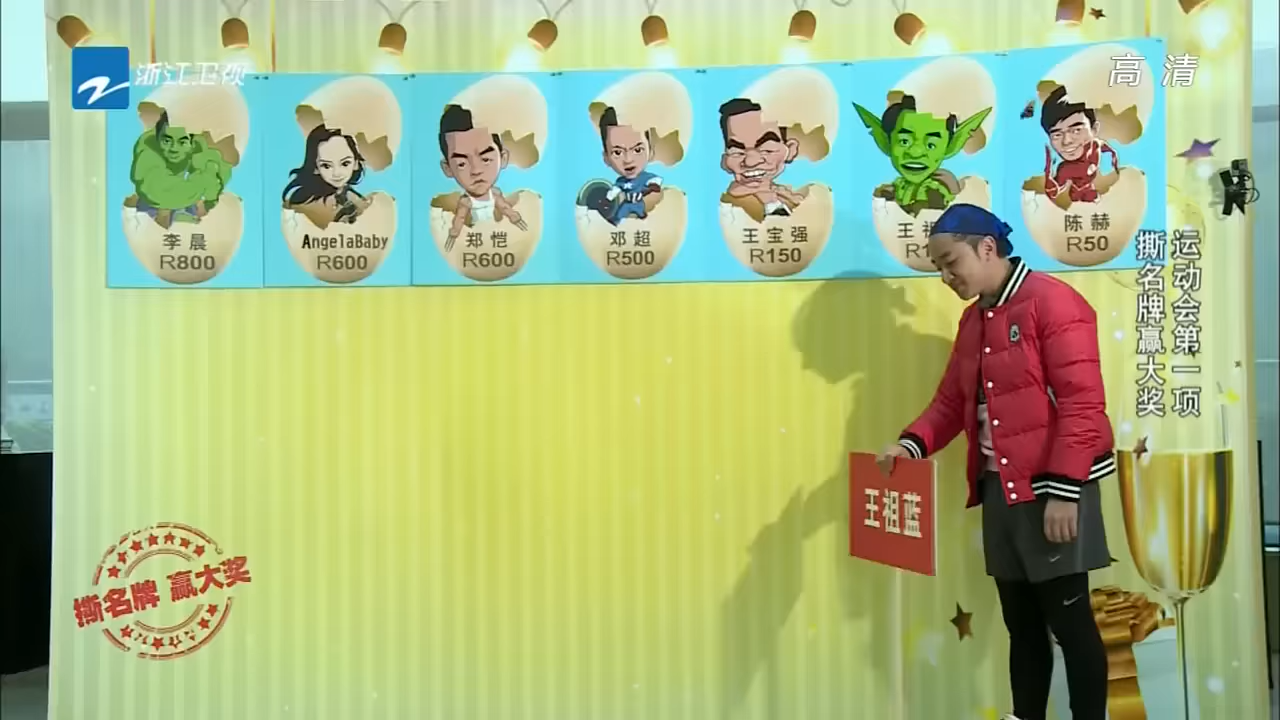 浙江卫视
高清
李晨
R800
AngelaBaby
R600
郑恺
R600
邓超
R500
王宝强
R150
王祖
陈赫
R50
运动会第一项
撕名牌赢大奖
王祖蓝
撕名牌 赢大奖